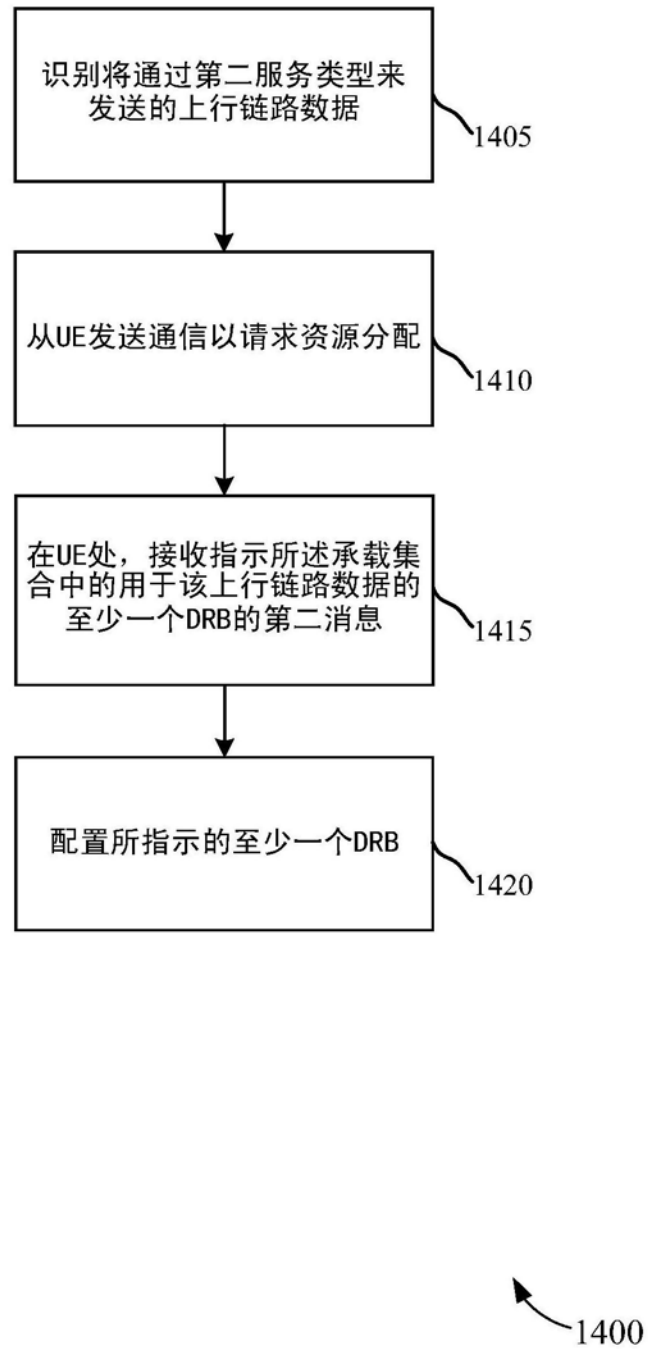 识别将通过第二服务类型来
发送的上行链路数据
1405
从UE发送通信以请求资源分配
1410
在UE处，接收指示所述承载集
合中的用于该上行链路数据的
至少一个DRB的第二消息
1415
配置所指示的至少一个DRB
1420
1400